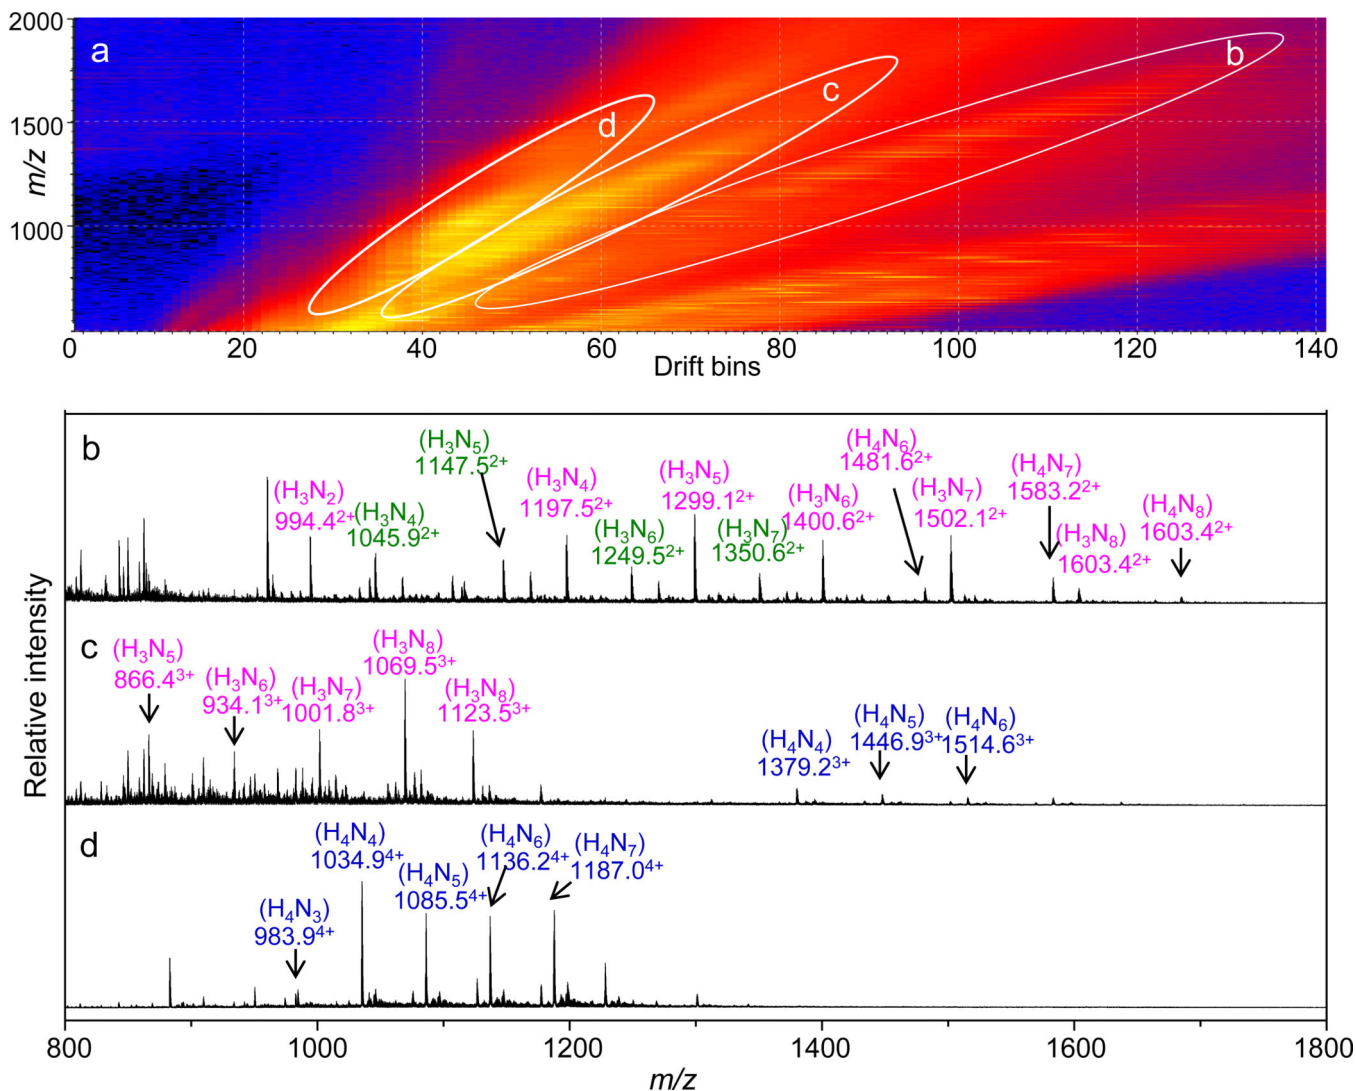 2000
a
b
c
d
1500
m/z
1000
0 20 40 60 80 100 120 140
Drift bins
b
(H3N2)
994.4²⁺
(H3N4)
1045.9²⁺
(H3N5)
1147.5²⁺
(H3N4)
1197.5²⁺
(H3N6)
1249.5²⁺
(H3N5)
1299.1²⁺
(H3N7)
1350.6²⁺
(H3N6)
1400.6²⁺
(H4N6)
1481.6²⁺
(H3N7)
1502.1²⁺
(H4N7)
1583.2²⁺
(H3N8)
1603.4²⁺
(H4N8)
1603.4²⁺
Relative intensity
c
(H3N5)
866.4³⁺
(H3N6)
934.1³⁺
(H3N7)
1001.8³⁺
(H3N8)
1069.5³⁺
(H3N8)
1123.5³⁺
(H4N4)
1379.2³⁺
(H4N5)
1446.9³⁺
(H4N6)
1514.6³⁺
d
(H4N3)
983.9⁴⁺
(H4N4)
1034.9⁴⁺
(H4N5)
1085.5⁴⁺
(H4N6)
1136.2⁴⁺
(H4N7)
1187.0⁴⁺
800 1000 1200 1400 1600 1800
m/z